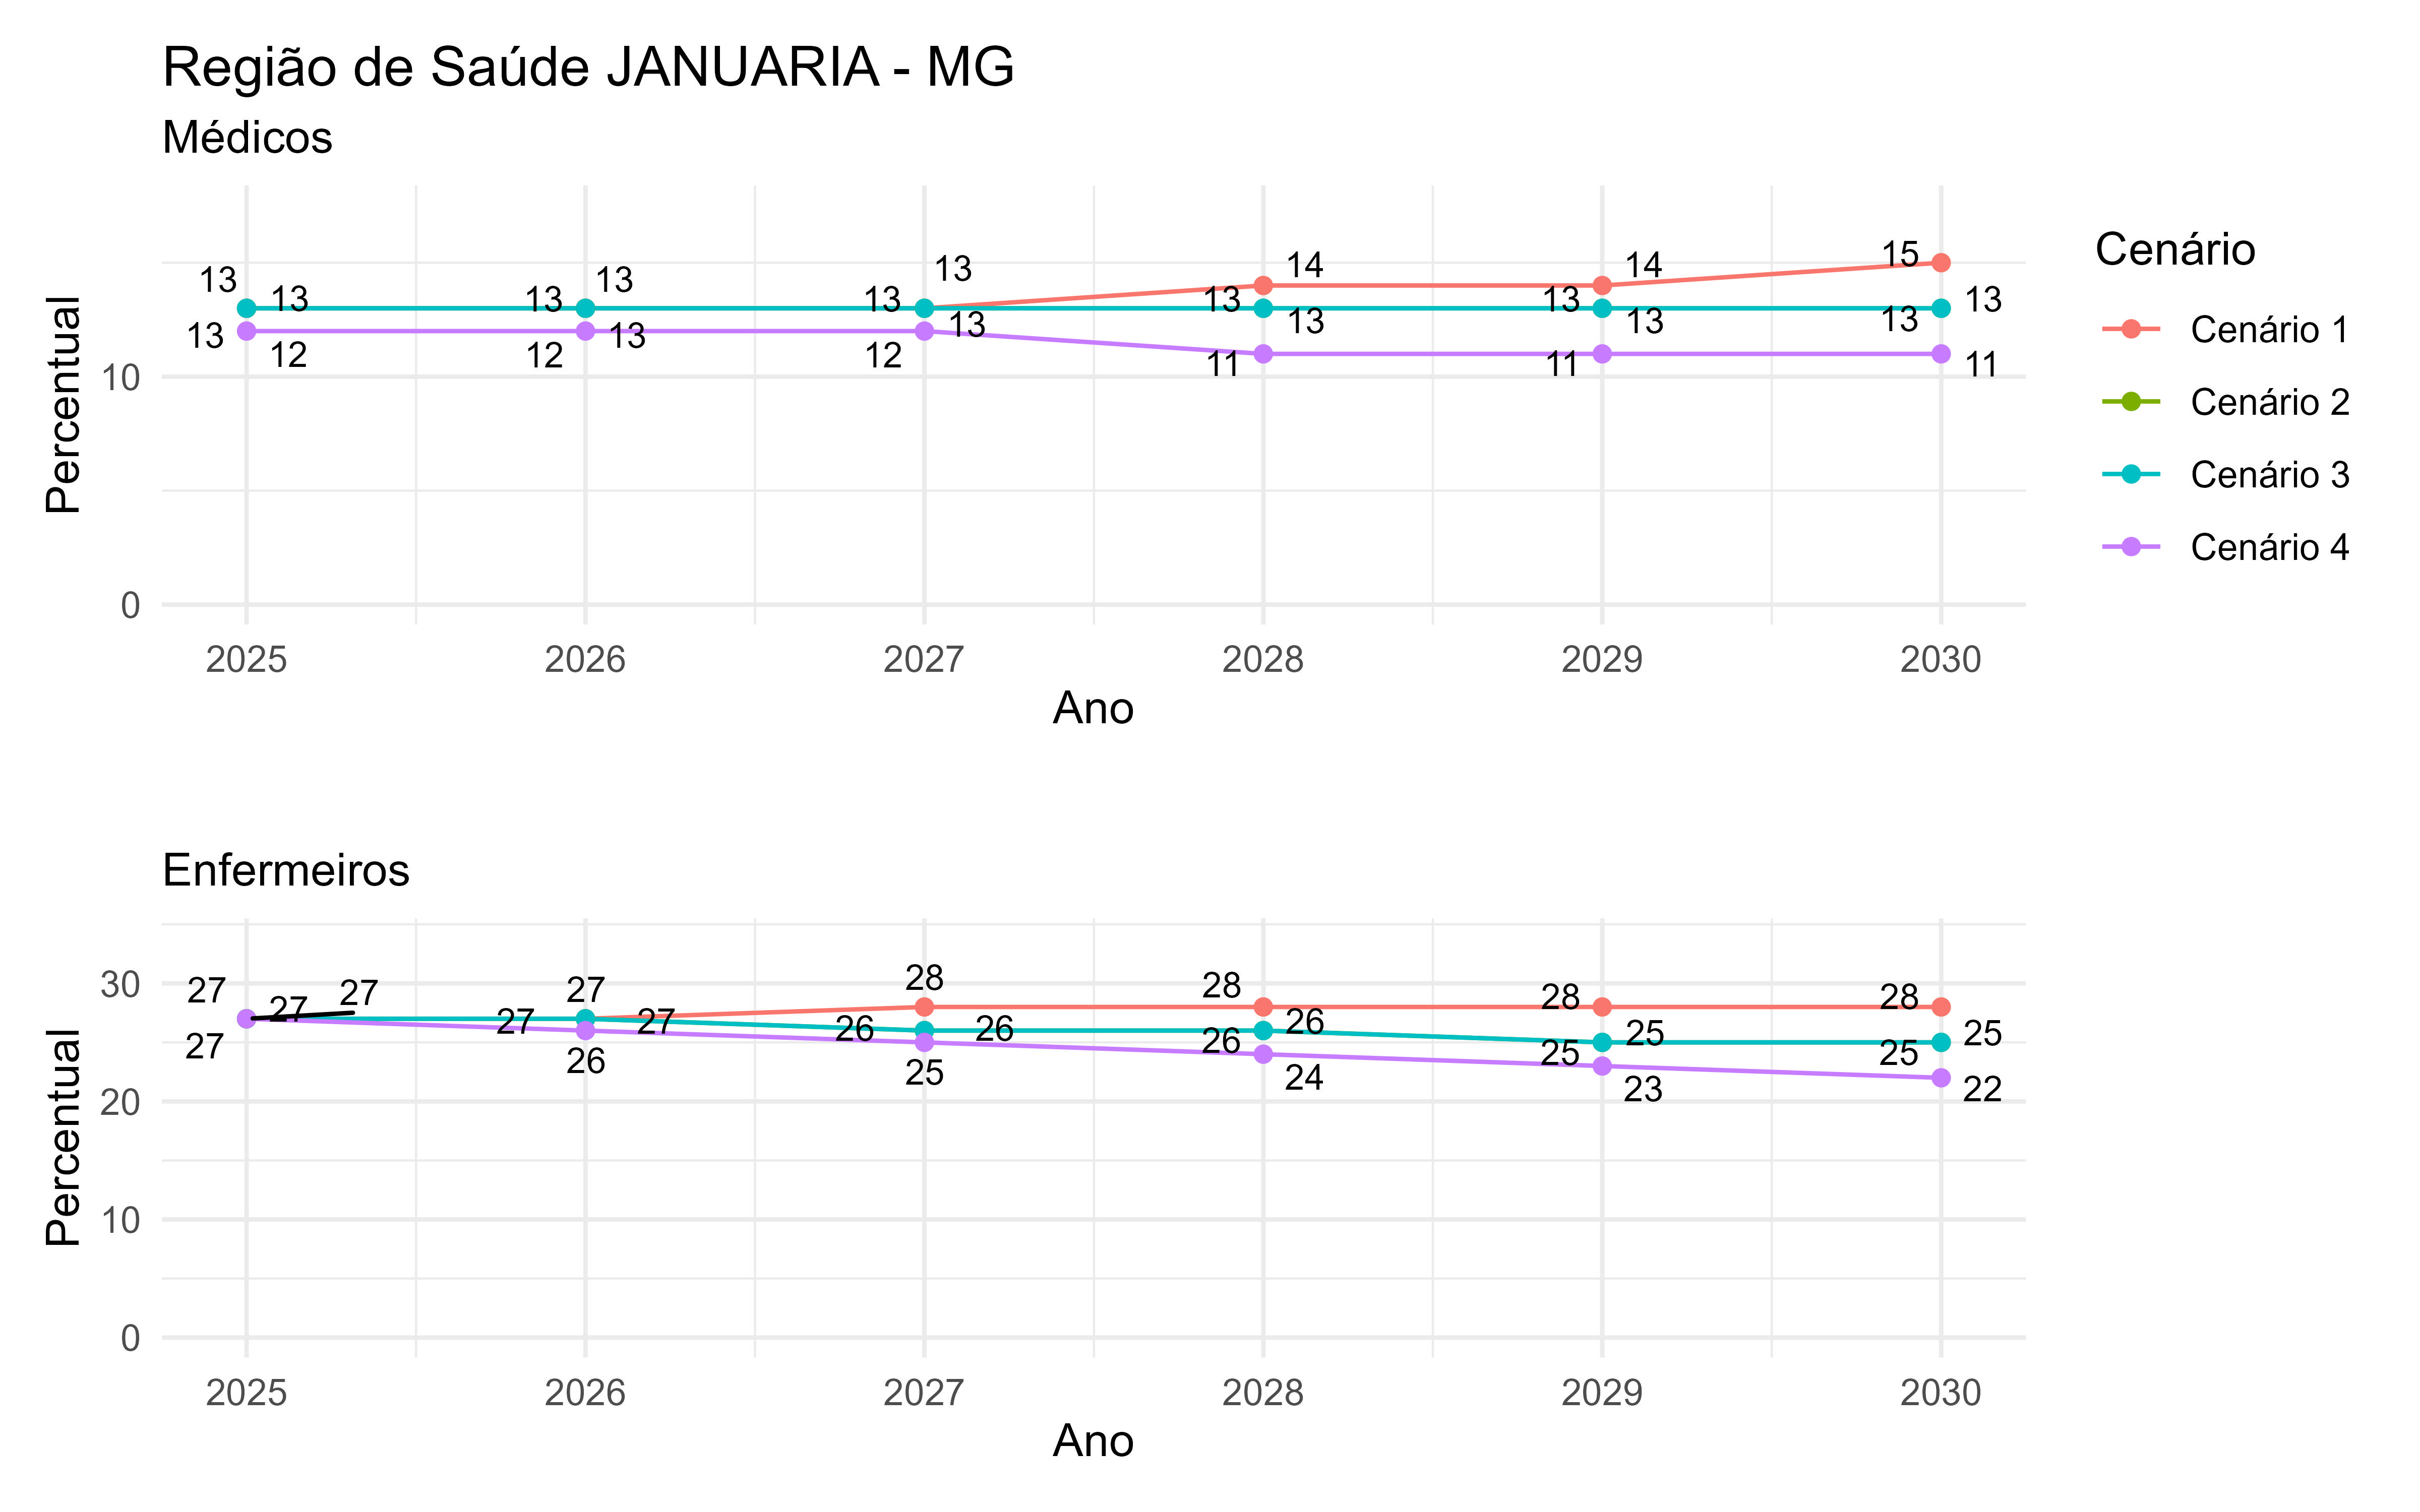 Região de Saúde JANUARIA - MG
Médicos
Percentual
10
0
13 13 13 14 14 15
13 13 13 13 13 13
13 13 13 13 13 13
12 12 12 11 11 11
2025 2026 2027 2028 2029 2030
Ano
Cenário
Cenário 1
Cenário 2
Cenário 3
Cenário 4
Enfermeiros
Percentual
30
20
10
0
27 27 28 28 28 28
27 27 26 26 25 25
27 27 26 26 25 25
27 26 25 24 23 22
2025 2026 2027 2028 2029 2030
Ano